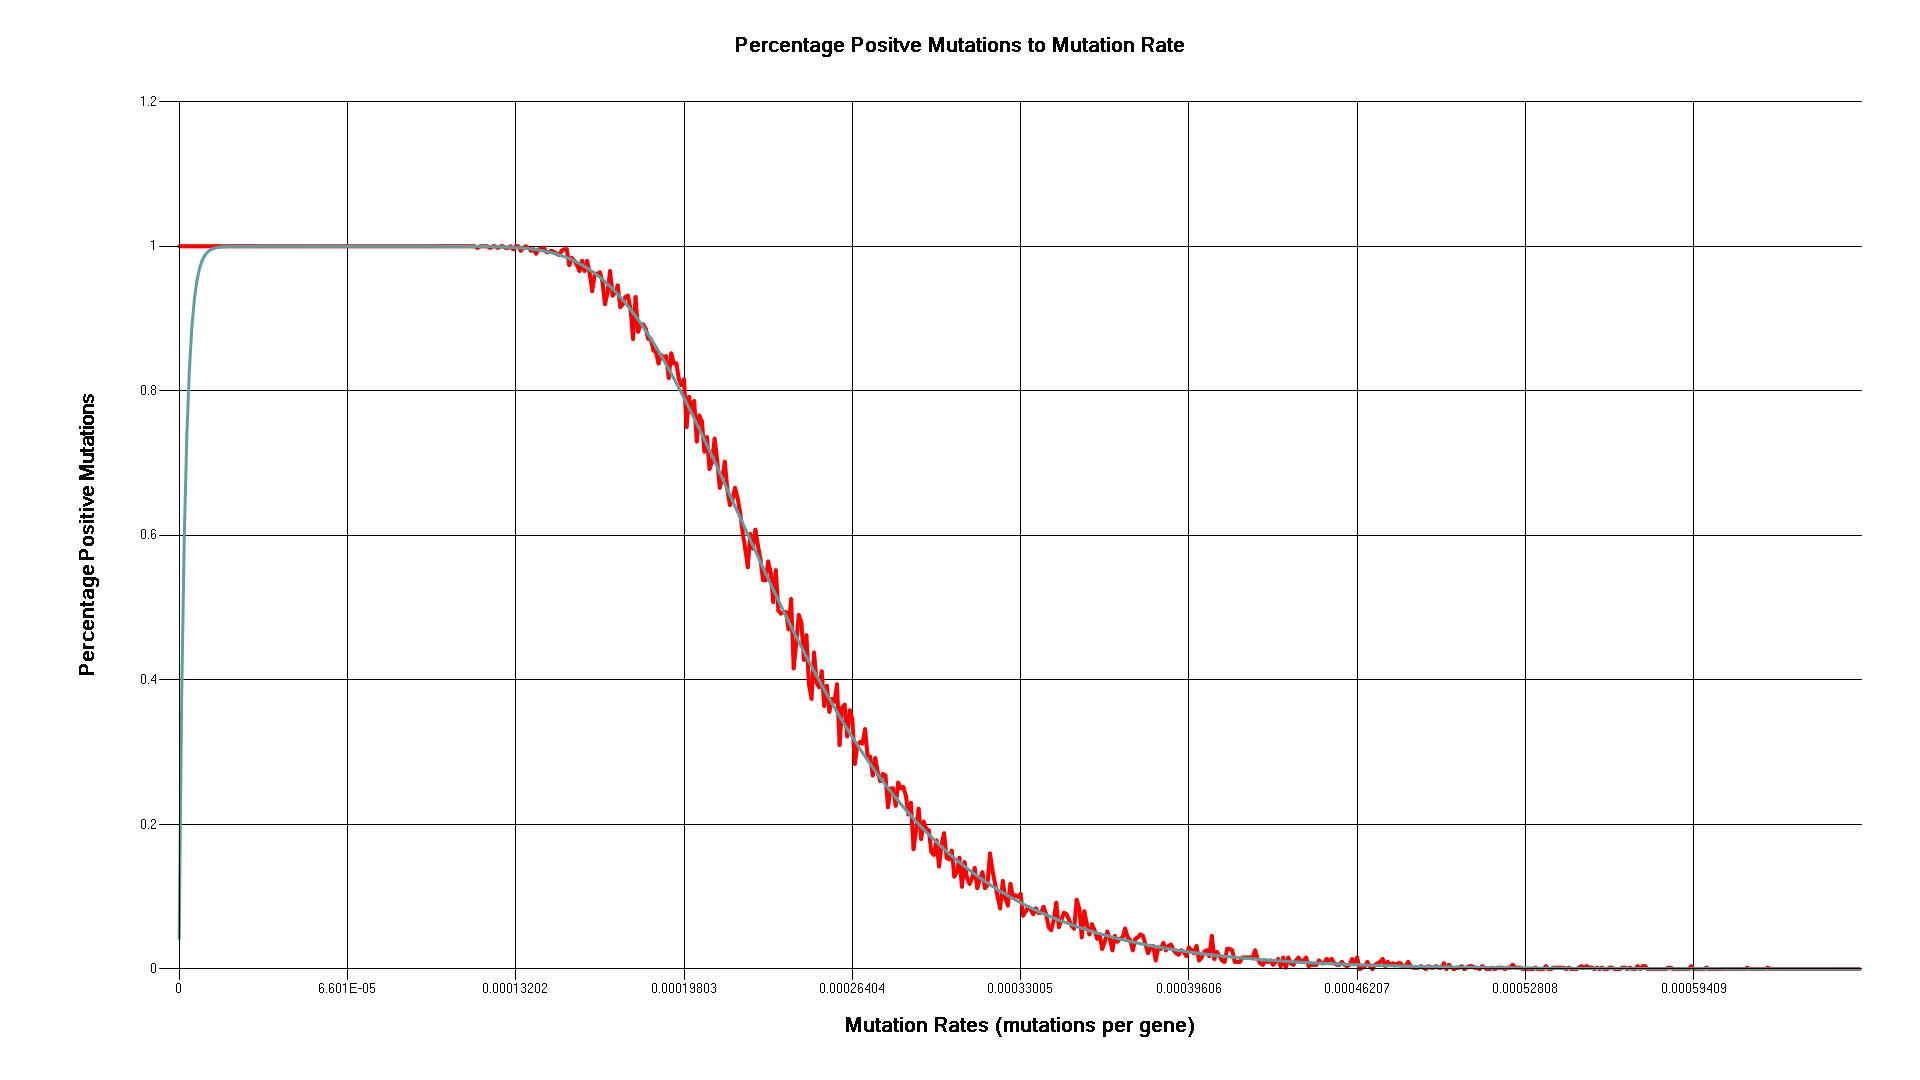 Percentage Positve Mutations to Mutation Rate
1.2
1
0.8
0.6
0.4
0.2
0
Percentage Positive Mutations
0 6.601E-05 0.00013202 0.00019803 0.00026404 0.00033005 0.00039606 0.00046207 0.00052808 0.00059409
Mutation Rates (mutations per gene)